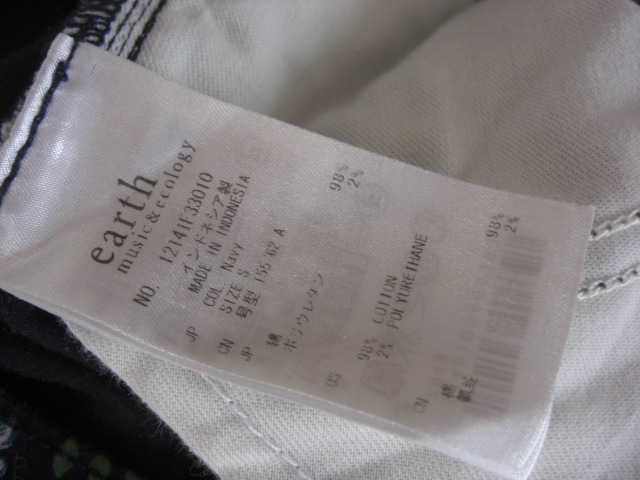 earth
music&ecology
NO. 12141F33010
インドネシア製
MADE IN INDONESIA
COL Navy
JP SIZE S
CN 号型 155 62 A
JP 綿 98%
ポリウレタン 2%
US 98% COTTON
2% POLYURETHANE
CN 98%
2%